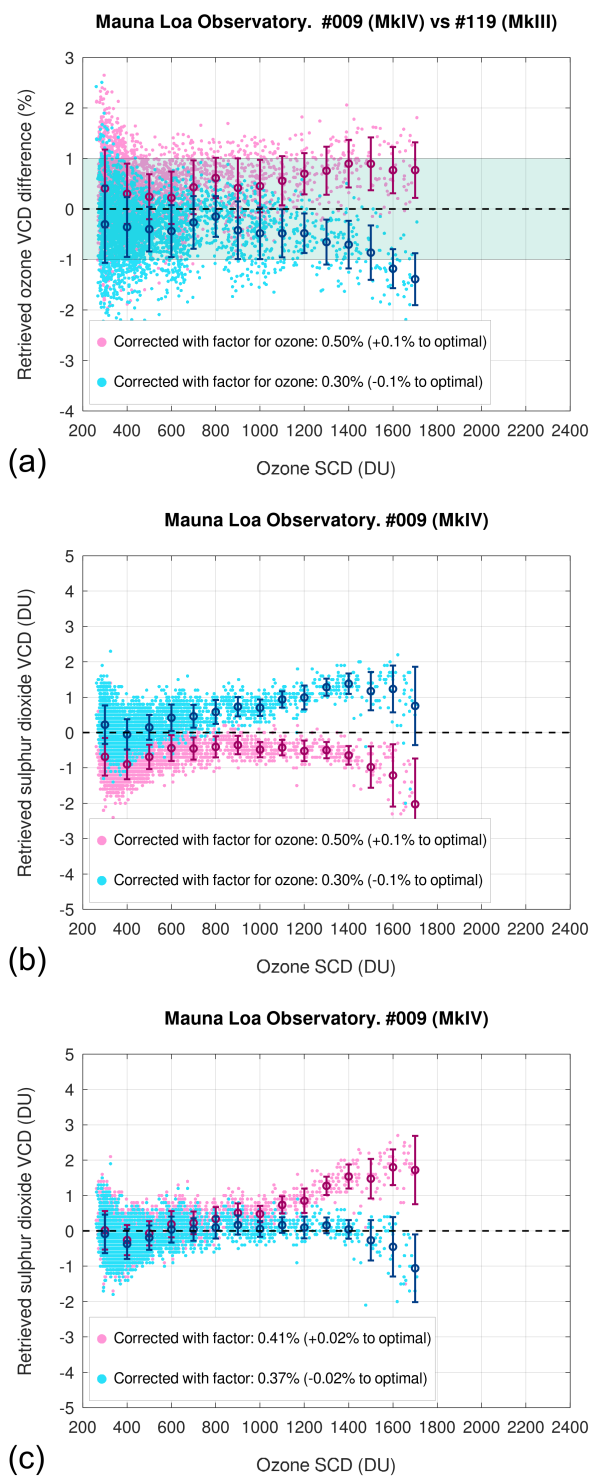 Mauna Loa Observatory. #009 (MkIV) vs #119 (MkIII)
3
2
1
0
-1
-2
-3
-4
Retrieved ozone VCD difference (%)
Corrected with factor for ozone: 0.50% (+0.1% to optimal)
Corrected with factor for ozone: 0.30% (-0.1% to optimal)
200 400 600 800 1000 1200 1400 1600 1800 2000 2200 2400
Ozone SCD (DU)
(a)
Mauna Loa Observatory. #009 (MkIV)
5
4
3
2
1
0
-1
-2
-3
-4
-5
Retrieved sulphur dioxide VCD (DU)
Corrected with factor for ozone: 0.50% (+0.1% to optimal)
Corrected with factor for ozone: 0.30% (-0.1% to optimal)
200 400 600 800 1000 1200 1400 1600 1800 2000 2200 2400
Ozone SCD (DU)
(b)
Mauna Loa Observatory. #009 (MkIV)
5
4
3
2
1
0
-1
-2
-3
-4
-5
Retrieved sulphur dioxide VCD (DU)
Corrected with factor: 0.41% (+0.02% to optimal)
Corrected with factor: 0.37% (-0.02% to optimal)
200 400 600 800 1000 1200 1400 1600 1800 2000 2200 2400
Ozone SCD (DU)
(c)